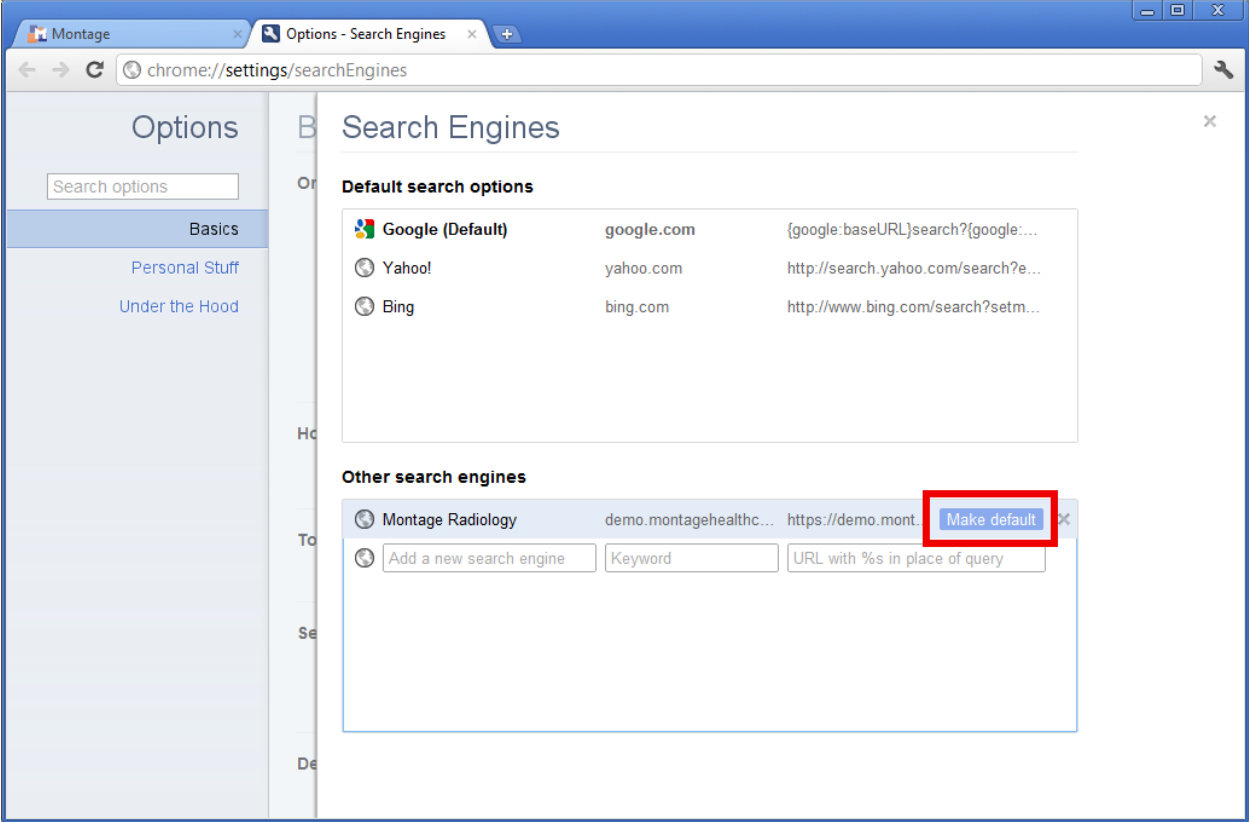 Montage
Options - Search Engines
chrome://settings/searchEngines
Options
Search options
Basics
Personal Stuff
Under the Hood
B
Or
Ho
To
Se
De
Search Engines
Default search options
Google (Default) google.com {google:baseURL}search?{google:...
Yahoo! yahoo.com http://search.yahoo.com/search?e...
Bing bing.com http://www.bing.com/search?setm...
Other search engines
Montage Radiology demo.montagehealthc... https://demo.mont... Make default
Add a new search engine Keyword URL with %s in place of query